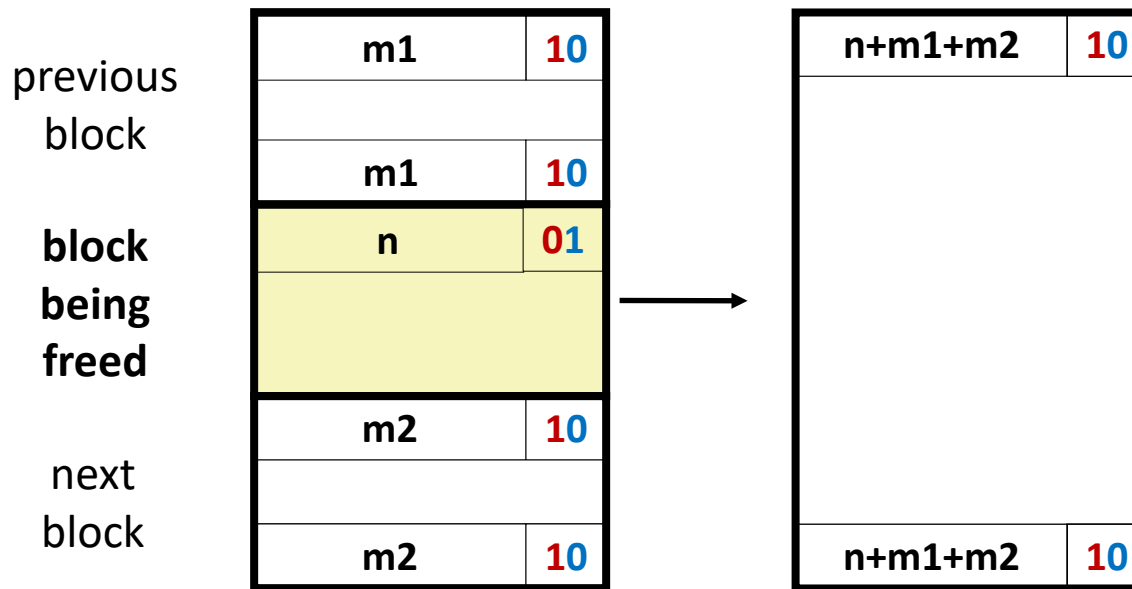 previous
block
m1 10
m1 10
block
being
freed
n 01
next
block
m2 10
m2 10
n+m1+m2 10
n+m1+m2 10